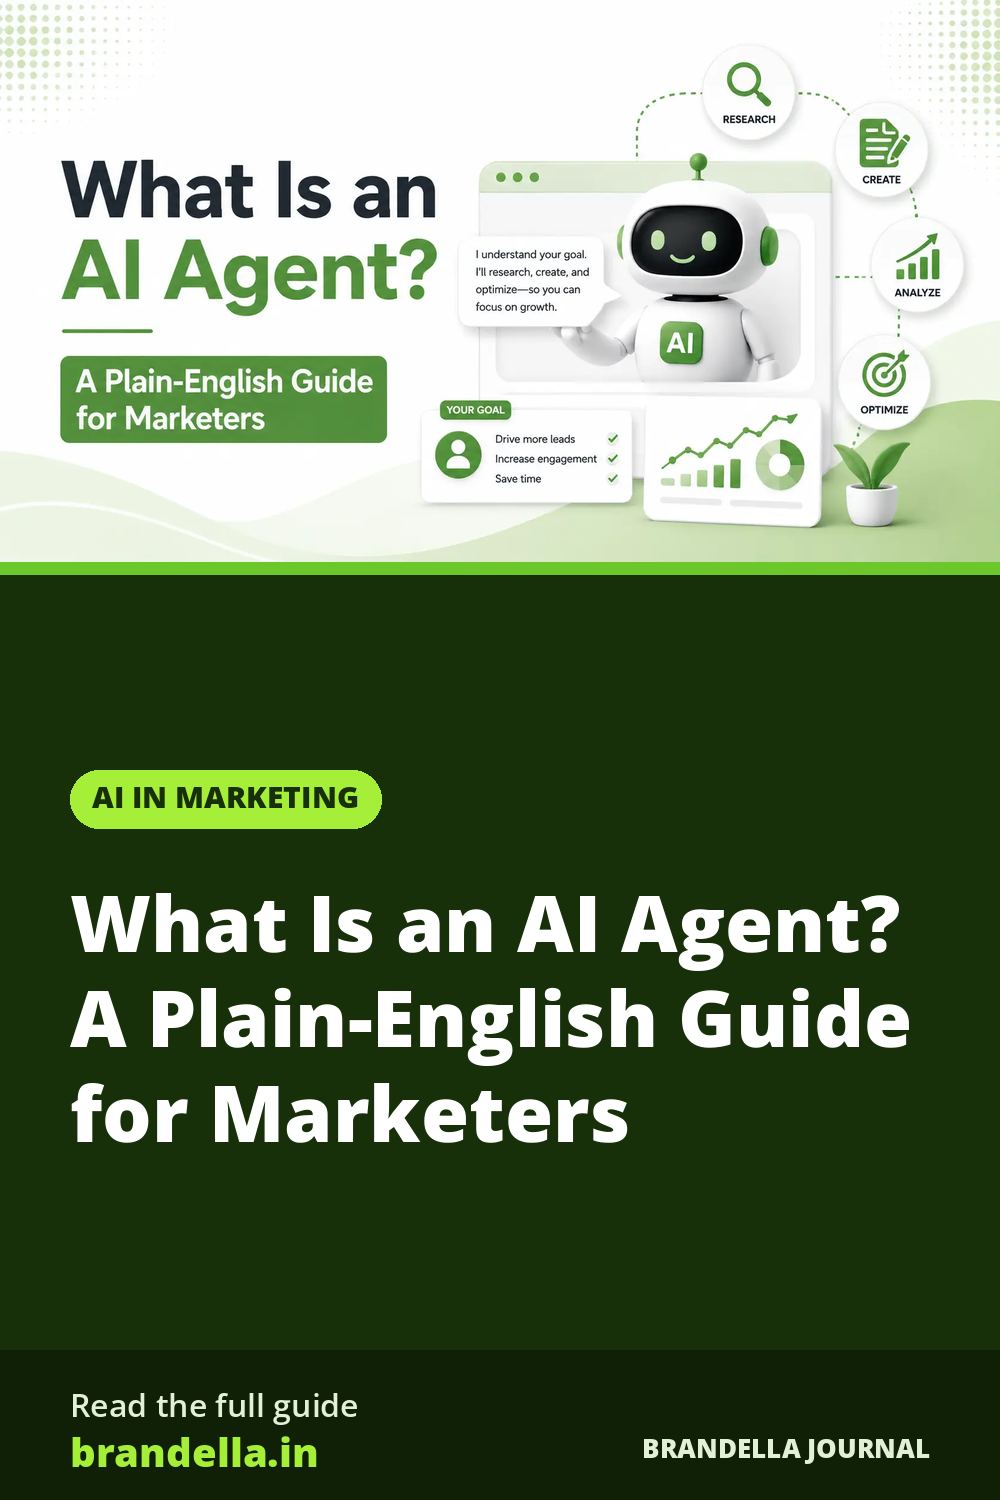 What Is an
AI Agent?
A Plain-English Guide
for Marketers
I understand your goal.
I'll research, create, and
optimize—so you can
focus on growth.
AI
RESEARCH
CREATE
ANALYZE
OPTIMIZE
YOUR GOAL
Drive more leads
Increase engagement
Save time
AI IN MARKETING
What Is an AI Agent?
A Plain-English Guide
for Marketers
Read the full guide
brandella.in
BRANDELLA JOURNAL